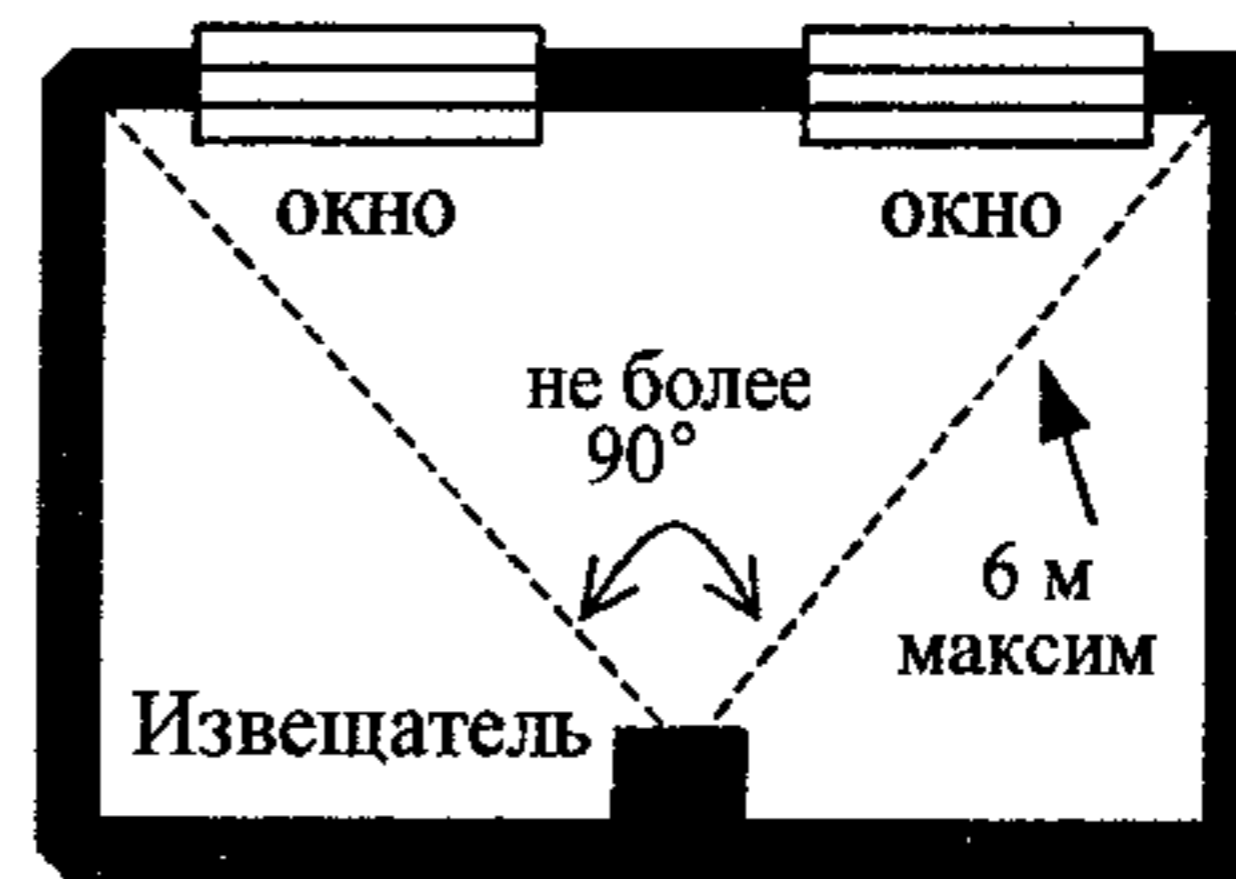 окно
окно
не более
90°
6 м
максим
Извещатель